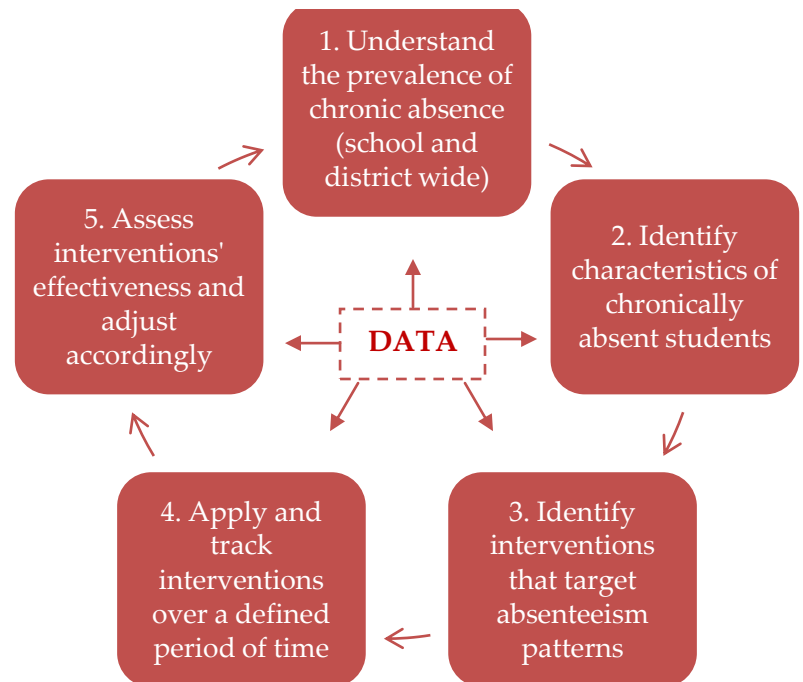 1. Understand
the prevalence of
chronic absence
(school and
district wide)
2. Identify
characteristics of
chronically
absent students
3. Identify
interventions
that target
absenteeism
patterns
4. Apply and
track
interventions
over a defined
period of time
5. Assess
interventions'
effectiveness and
adjust
accordingly
DATA